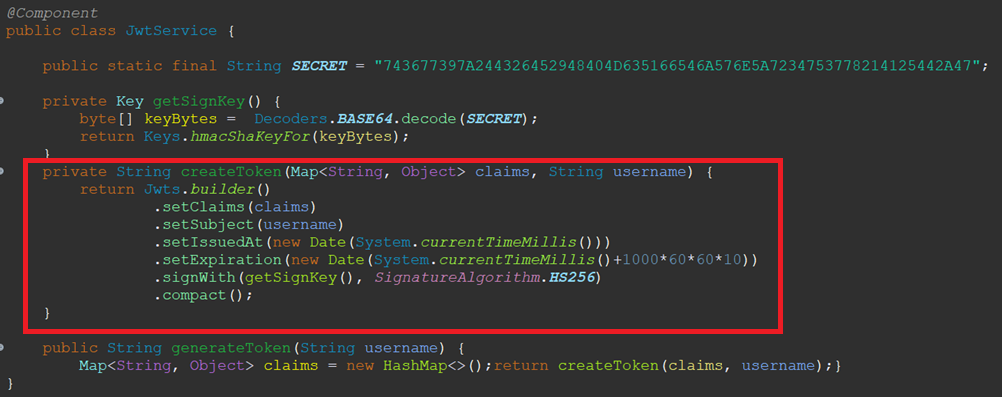 @Component
public class JwtService {
public static final String SECRET = "743677397A244326452948404D635166546A576E5A7234753778214125442A47";
private Key getSignKey() {
byte[] keyBytes = Decoders.BASE64.decode(SECRET);
return Keys.hmacShaKeyFor(keyBytes);
}
private String createToken(Map<String, Object> claims, String username) {
return Jwts.builder()
.setClaims(claims)
.setSubject(username)
.setIssuedAt(new Date(System.currentTimeMillis()))
.setExpiration(new Date(System.currentTimeMillis()+1000*60*60*10))
.signWith(getSignKey(), SignatureAlgorithm.HS256)
.compact();
}
public String generateToken(String username) {
Map<String, Object> claims = new HashMap<>();return createToken(claims, username);}
}